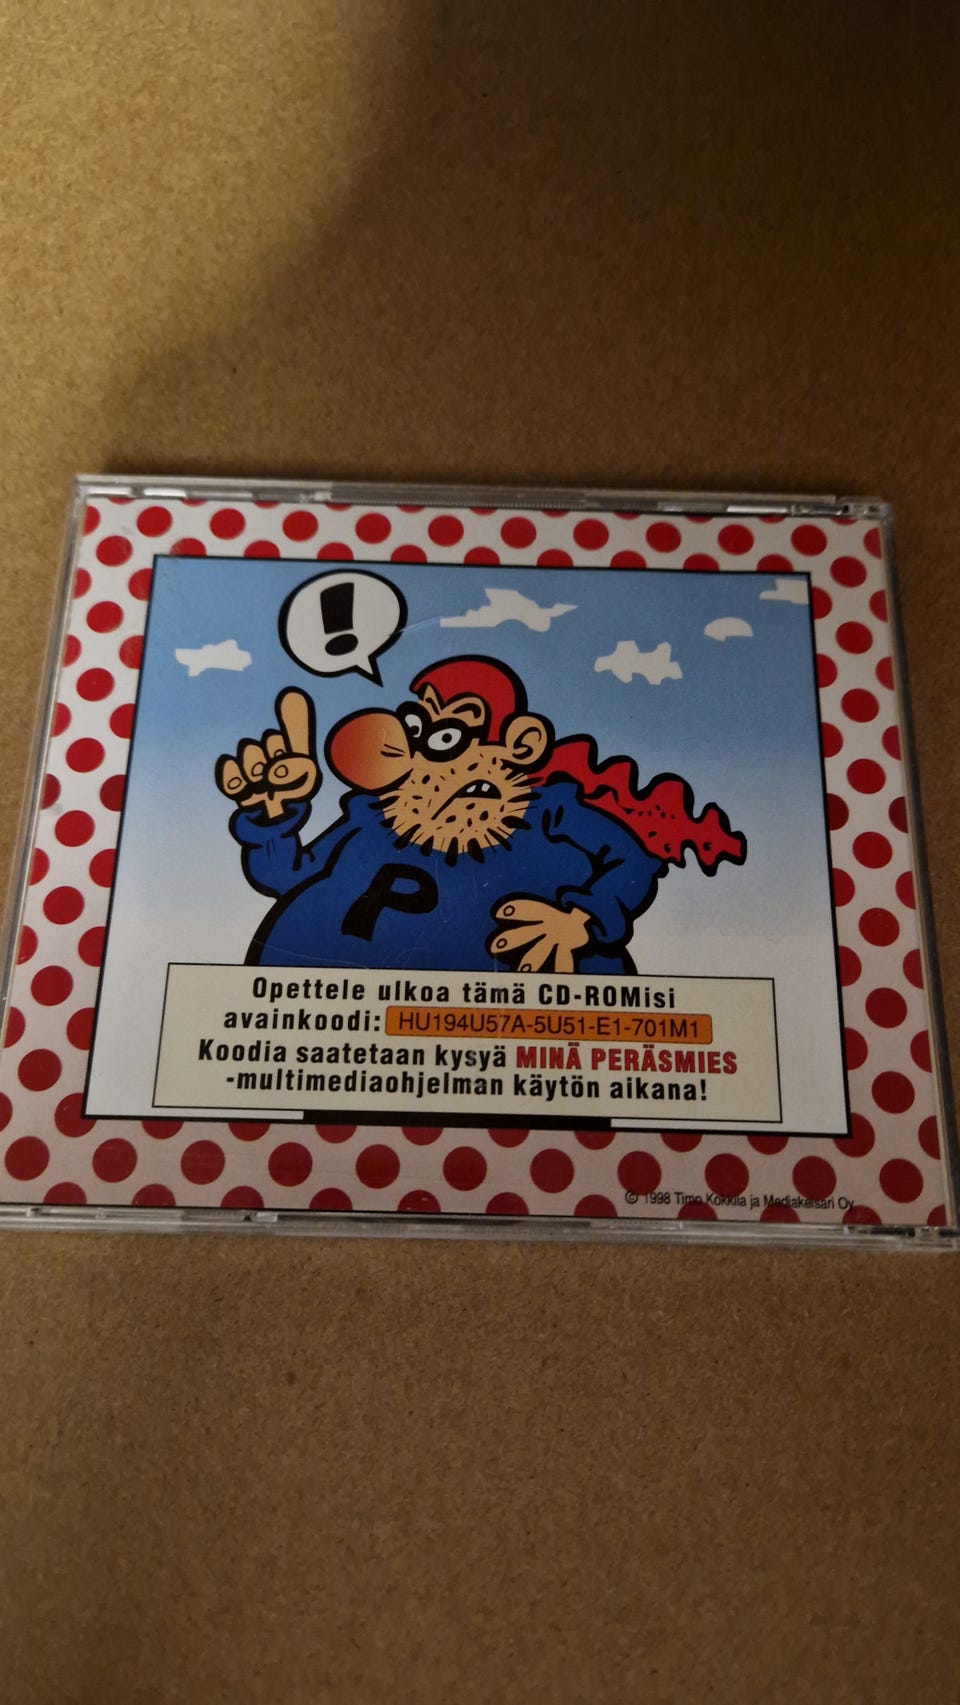 !
P
Opettele ulkoa tämä CD-ROMisi
avainkoodi: HU194U57A-5U51-E1-701M1
Koodia saatetaan kysyä MINÄ PERÄSMIES
-multimediaohjelman käytön aikana!
© 1998 Timo Kokkila ja Mediakeisari Oy